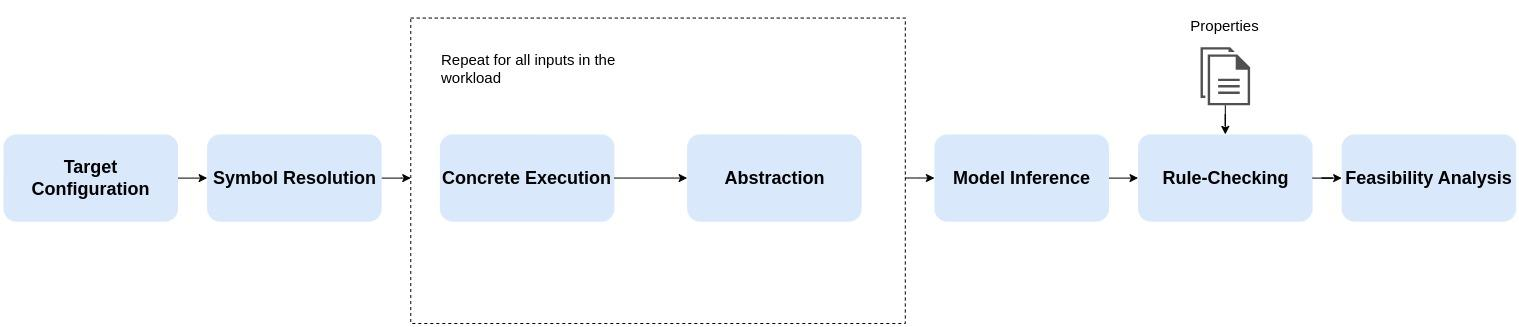 Properties
Repeat for all inputs in the
workload
Target
Configuration
Symbol Resolution
Concrete Execution
Abstraction
Model Inference
Rule-Checking
Feasibility Analysis